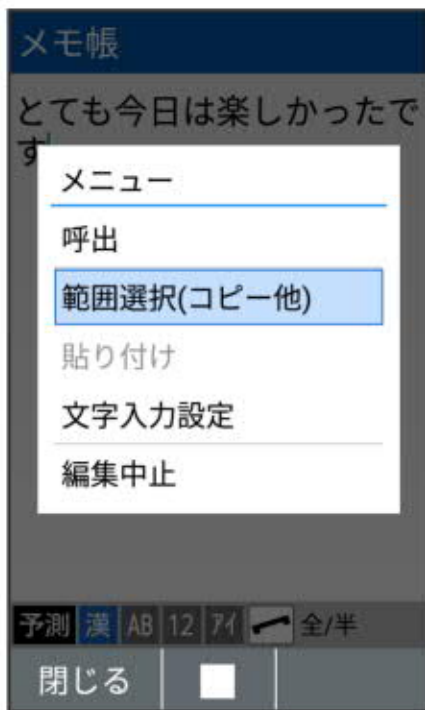 メモ帳
とても今日は楽しかったで
す
メニュー
呼出
範囲選択(コピー他)
貼り付け
文字入力設定
編集中止
予測 漢 AB 12 アイ 全/半
閉じる